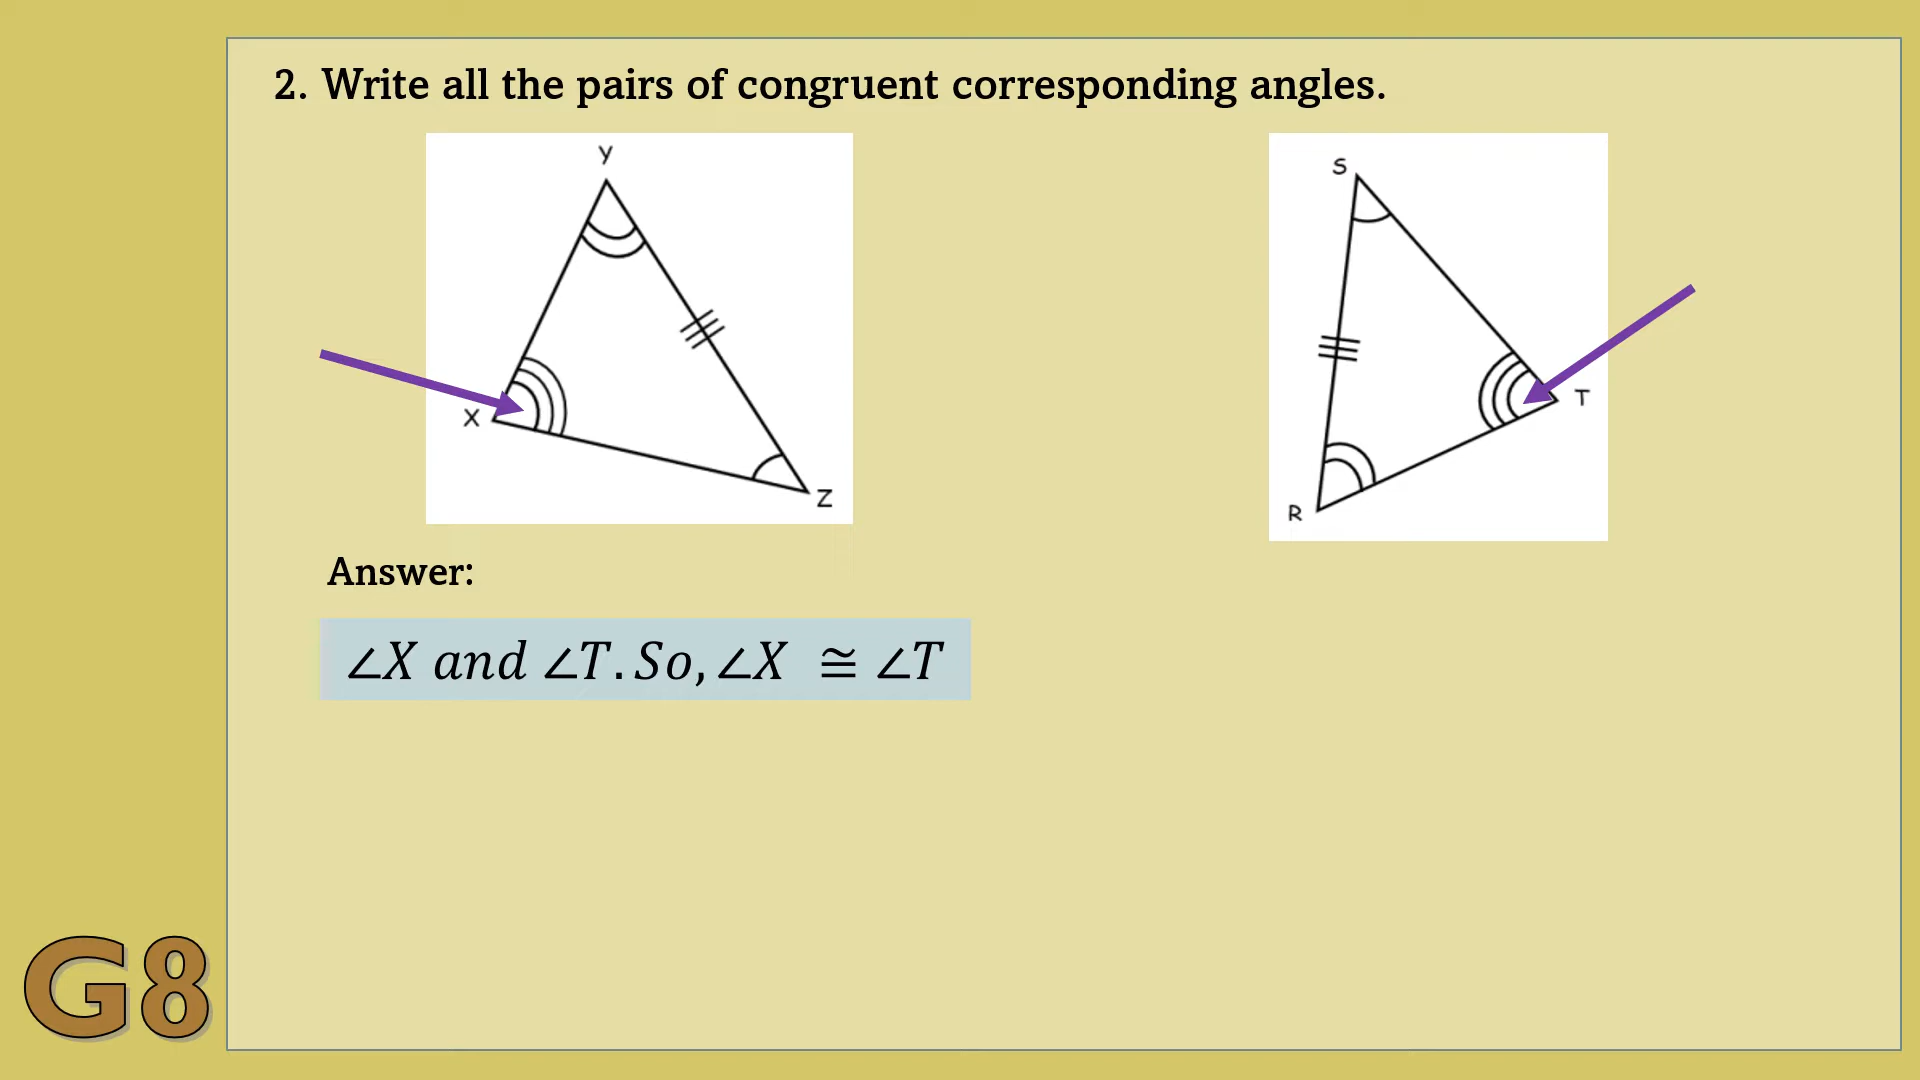 2. Write all the pairs of congruent corresponding angles.
Y
X
Z
S
T
R
Answer:
∠X and ∠T. So, ∠X ≅ ∠T
G8